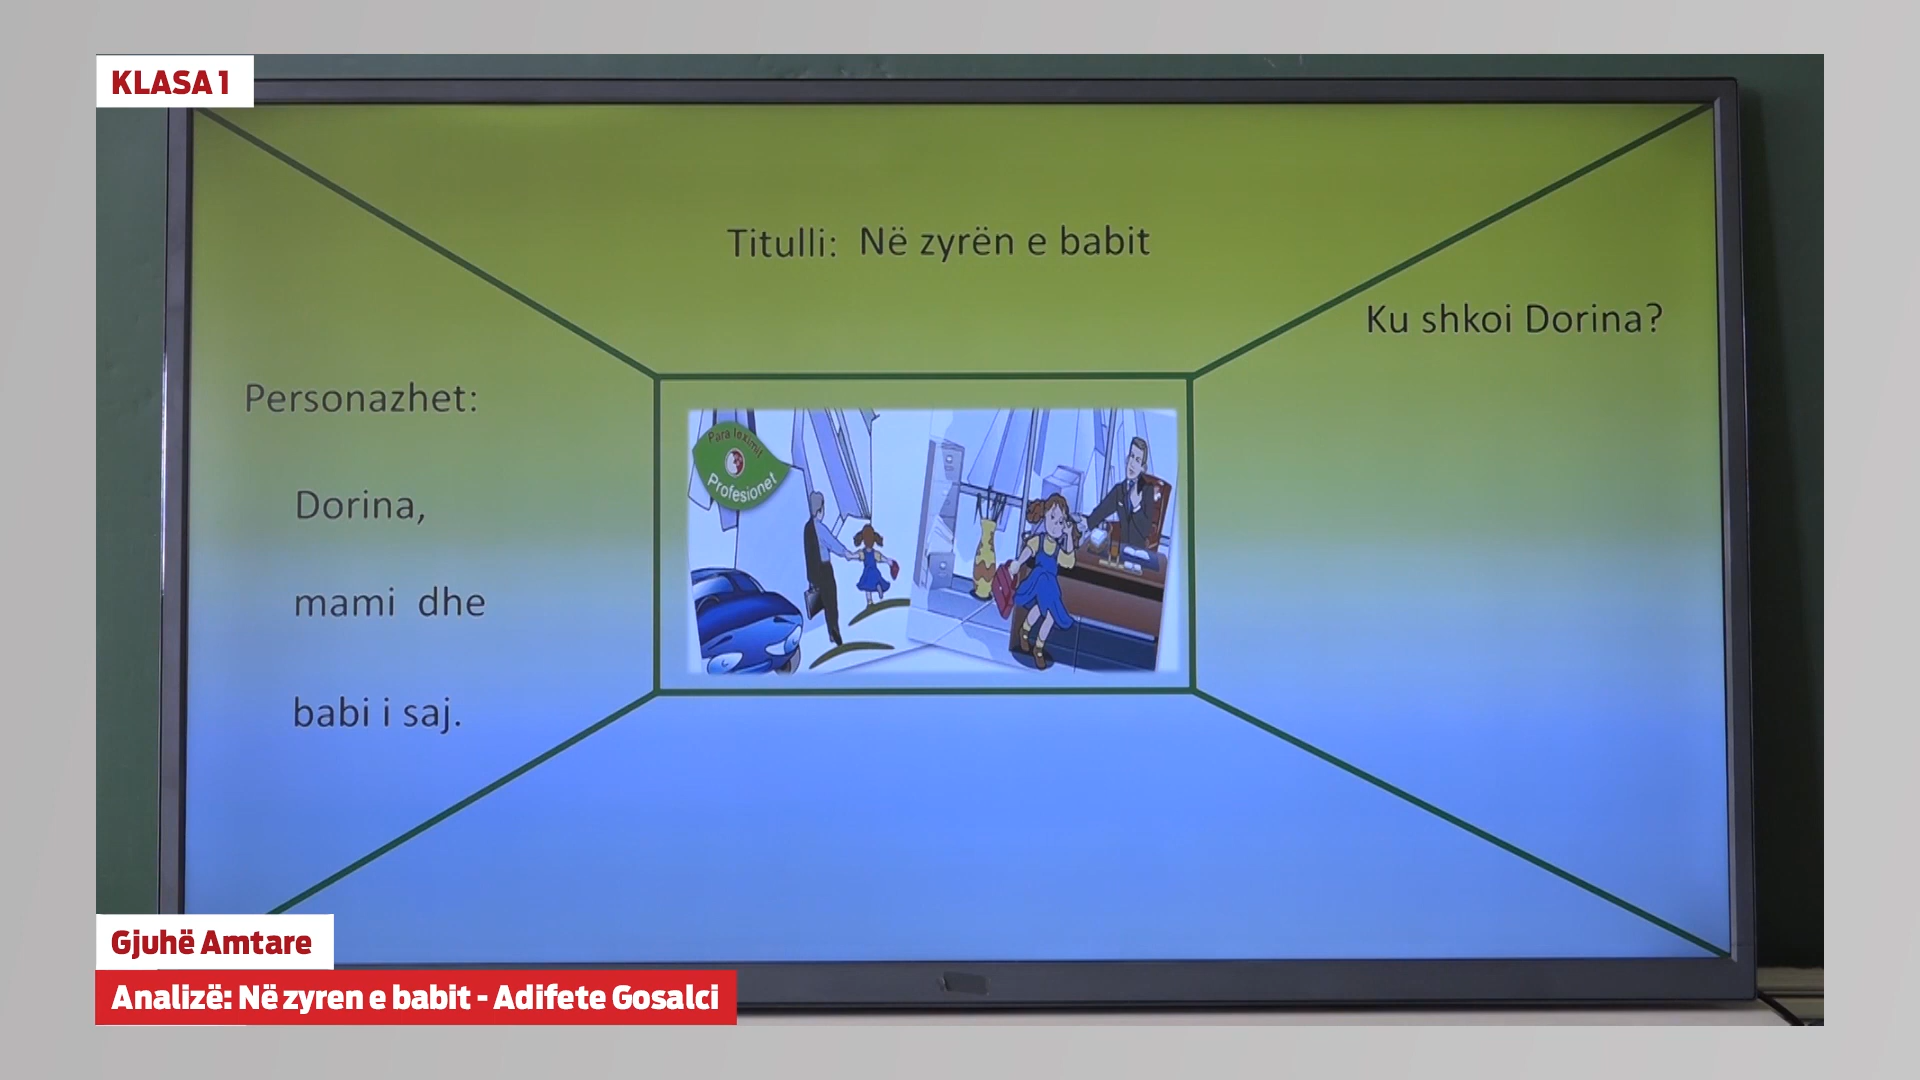 KLASA 1
Titulli: Në zyrën e babit
Ku shkoi Dorina?
Personazhet:
Dorina,
mami dhe
babi i saj.
Para leximit
Profesionet
Gjuhë Amtare
Analizë: Në zyren e babit - Adifete Gosalci